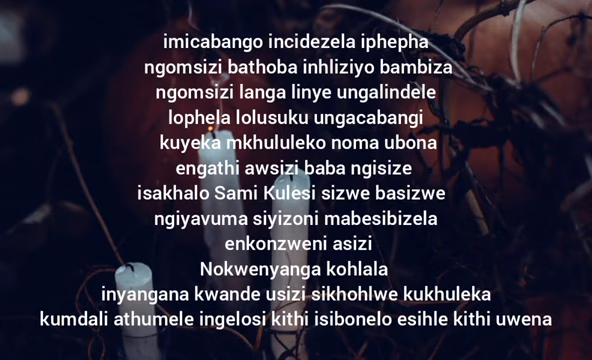 imicabango incidezela iphepha
ngomsizi bathoba inhliziyo bambiza
ngomsizi langa linye ungalindele
lophela lolusuku ungacabangi
kuyeka mkhululeko noma ubona
engathi awsizi baba ngisize
isakhalo Sami Kulesi sizwe basizwe
ngiyavuma siyizoni mabesibizela
enkonzweni asizi
Nokwenyanga kohlala
inyangana kwande usizi sikhohlwe kukhuleka
kumdali athumele ingelosi kithi isibonelo esihle kithi uwena